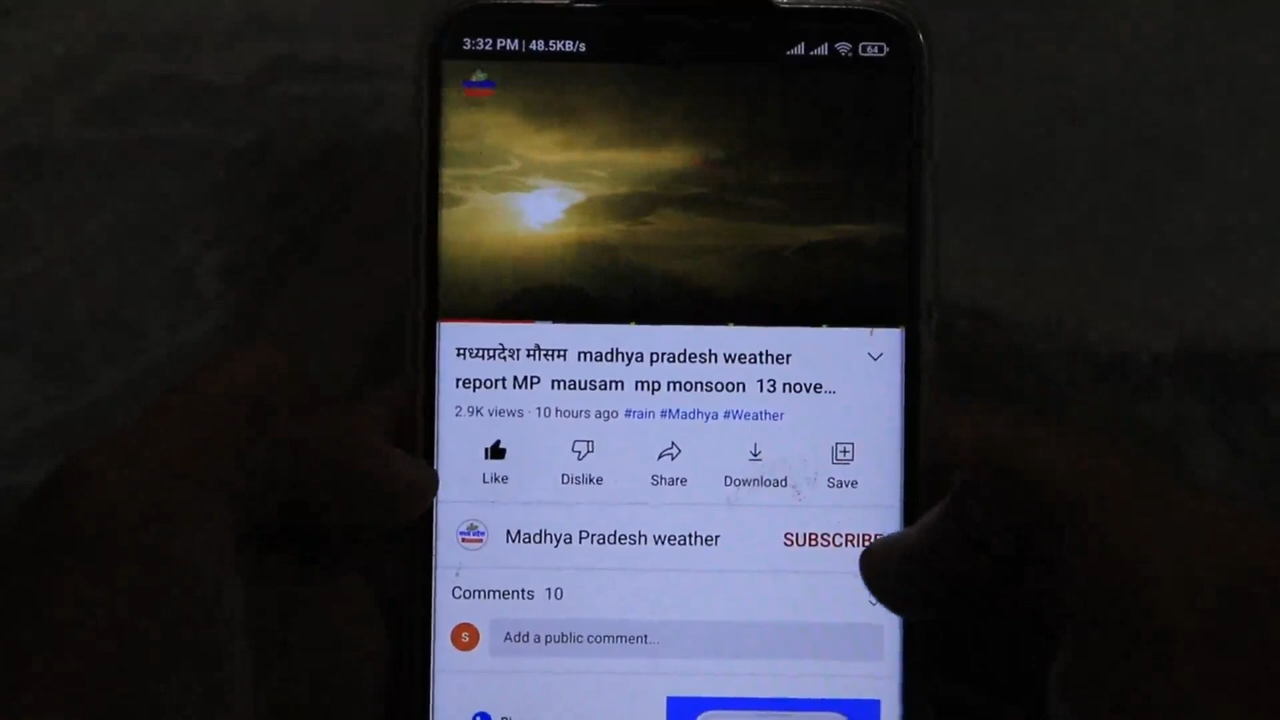 3:32 PM | 48.5KB/s
64
मध्यप्रदेश मौसम madhya pradesh weather
report MP mausam mp monsoon 13 nove...
2.9K views · 10 hours ago #rain #Madhya #Weather
Like Dislike Share Download Save
Madhya Pradesh weather SUBSCRIBE
Comments 10
S Add a public comment...